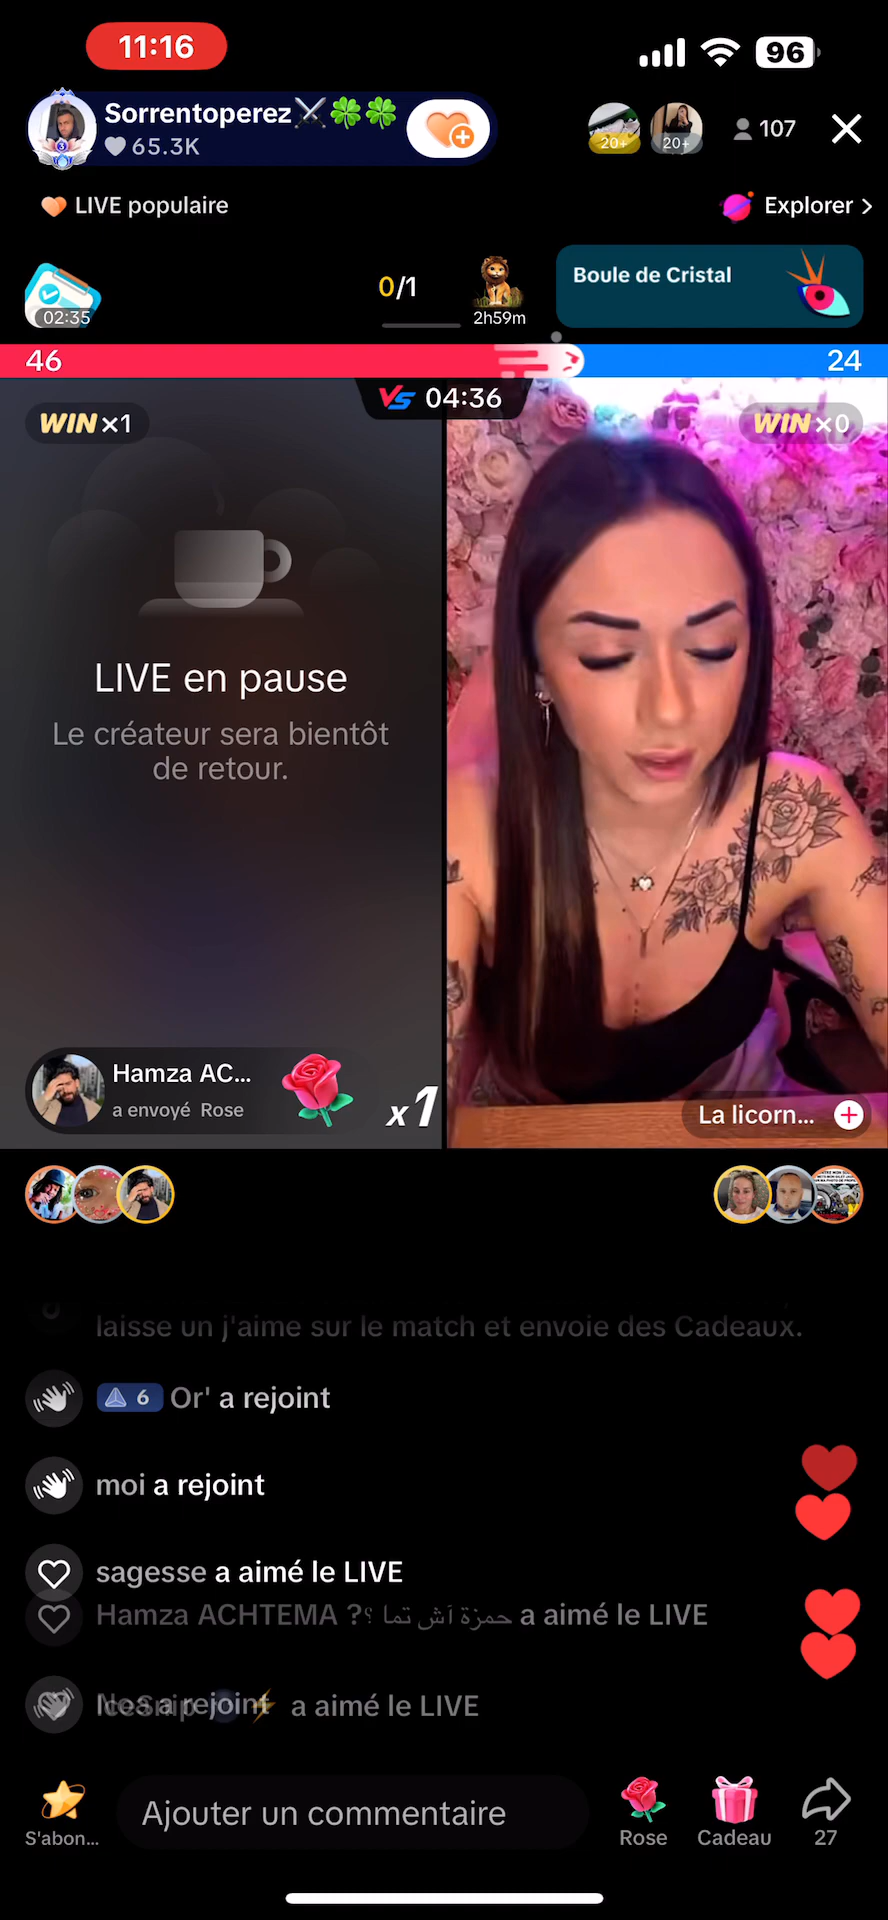 11:16
96
Sorrentoperez⚔️🍀🍀
65.3K
20+
20+
107
LIVE populaire
Explorer >
02:35
0/1
2h59m
Boule de Cristal
46
24
VS 04:36
WIN x1
WIN x0
LIVE en pause
Le créateur sera bientôt
de retour.
Hamza AC...
a envoyé Rose
x1
La licorn...
laisse un j'aime sur le match et envoie des Cadeaux.
6 Or' a rejoint
moi a rejoint
sagesse a aimé le LIVE
Hamza ACHTEMA ?حمزة آش تما ؟ a aimé le LIVE
a rejoint
a aimé le LIVE
Ajouter un commentaire
S'abon...
Rose
Cadeau
27